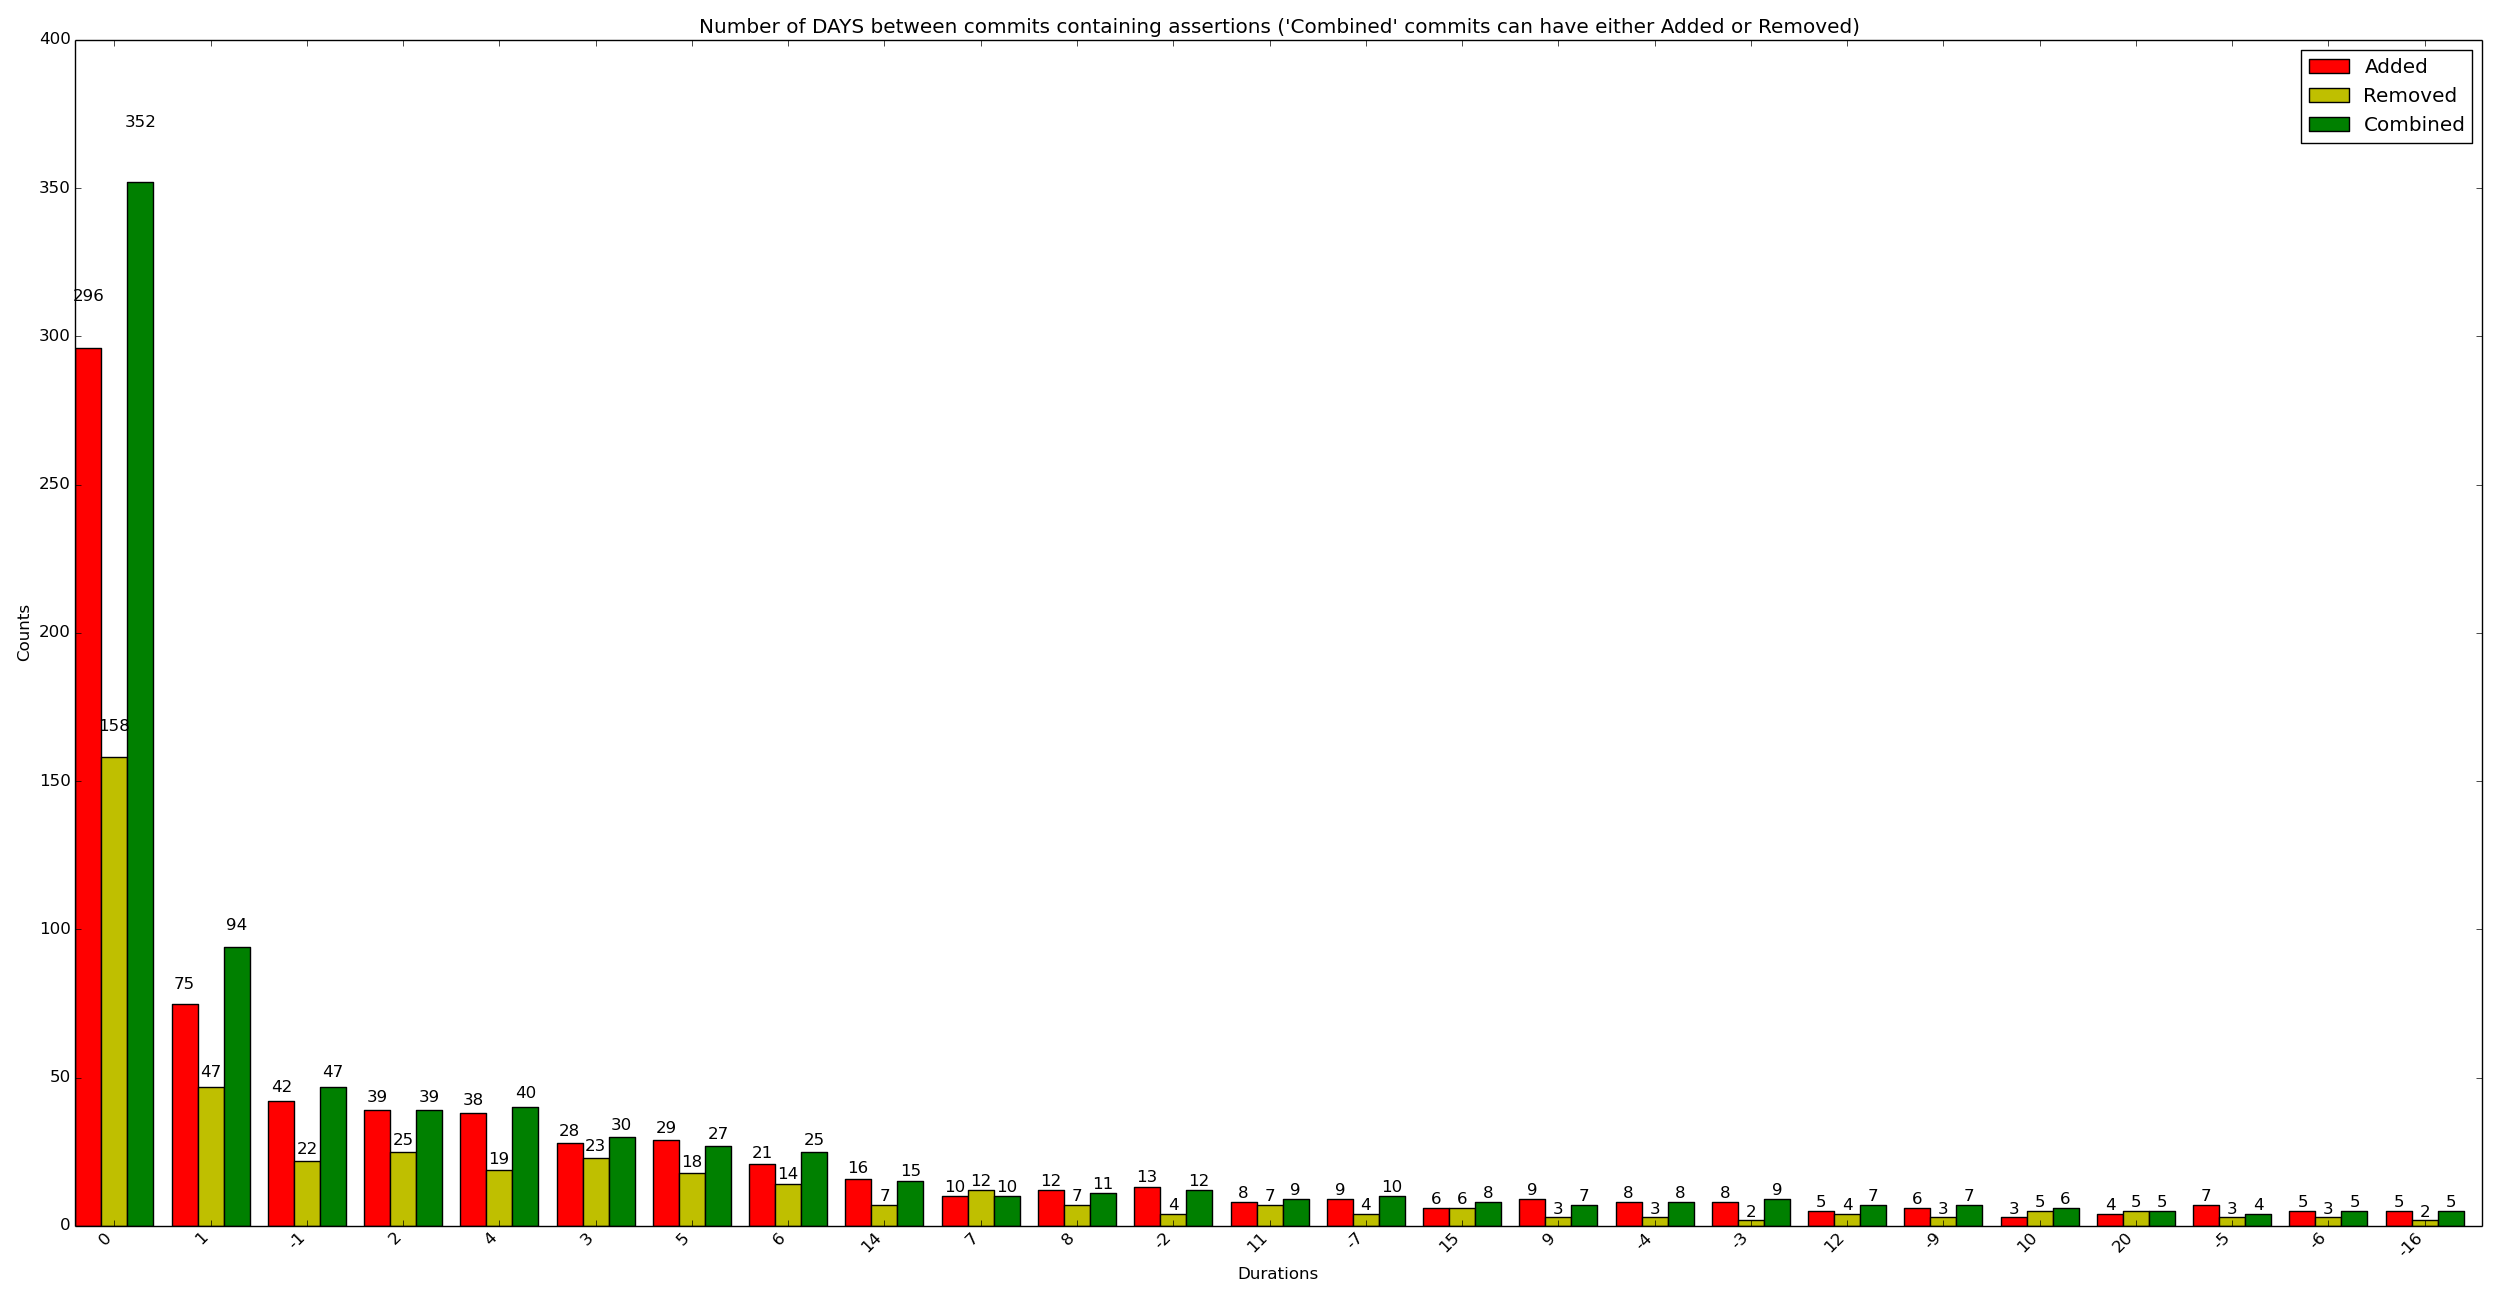 Number of DAYS between commits containing assertions ('Combined' commits can have either Added or Removed)
Added
Removed
Combined
Counts
400
350
300
250
200
150
100
50
0
296 158 352
75 47 94
42 22 47
39 25 39
38 19 40
28 23 30
29 18 27
21 14 25
16 7 15
10 12 10
12 7 11
13 4 12
8 7 9
9 4 10
6 6 8
9 3 7
8 3 8
8 2 9
5 4 7
6 3 7
3 5 6
4 5 5
7 3 4
5 3 5
5 2 5
0 1 -1 2 4 3 5 6 14 7 8 -2 11 -7 15 9 -4 -3 12 -9 10 20 -5 -6 -16
Durations